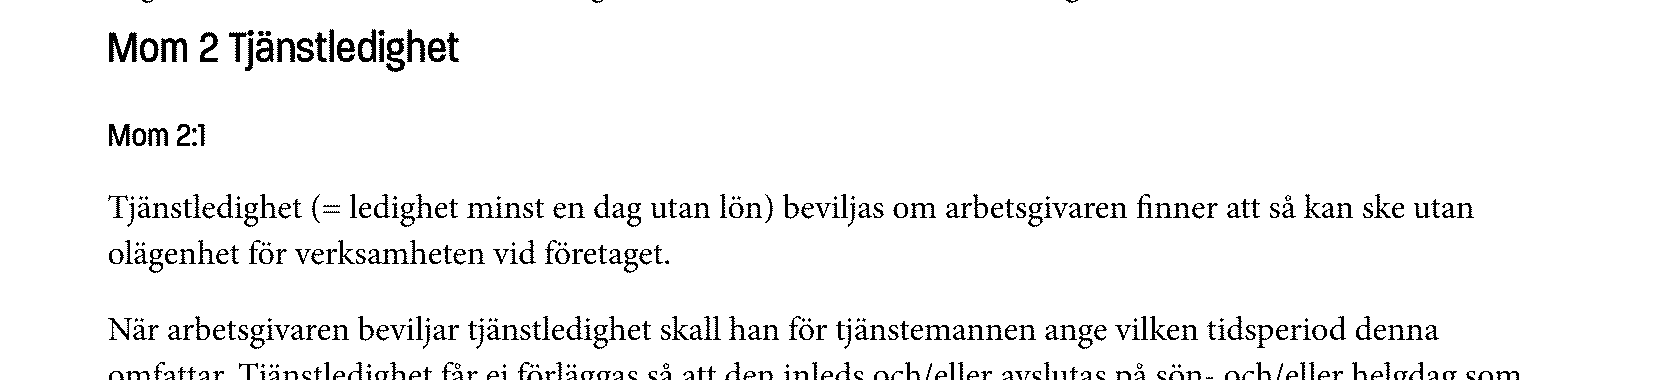 Mom 2 Tjänstledighet
Mom 2:1
Tjänstledighet (= ledighet minst en dag utan lön) beviljas om arbetsgivaren finner att så kan ske utan
olägenhet för verksamheten vid företaget.
När arbetsgivaren beviljar tjänstledighet skall han för tjänstemannen ange vilken tidsperiod denna
omfattar. Tjänstledighet får ej förläggas så att den inleds och/eller avslutas på sön- och/eller helgdag som